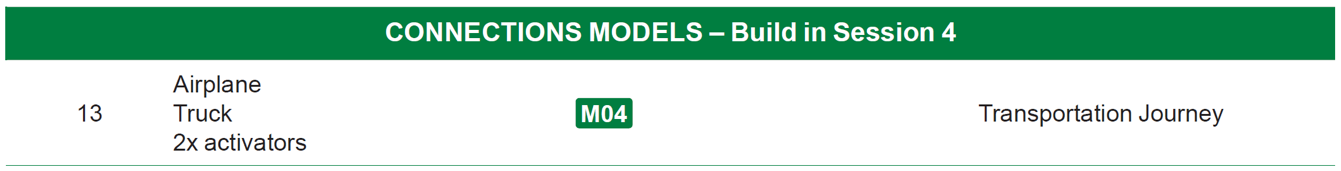 CONNECTIONS MODELS – Build in Session 4
13
Airplane
Truck
2x activators
M04
Transportation Journey